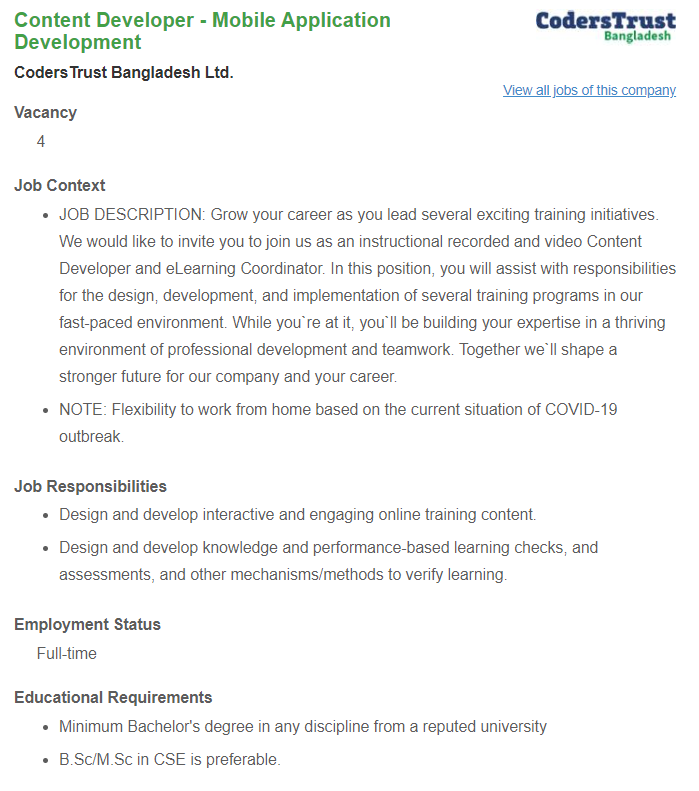 Content Developer - Mobile Application
Development
CodersTrust
Bangladesh
CodersTrust Bangladesh Ltd.
View all jobs of this company
Vacancy
4
Job Context
• JOB DESCRIPTION: Grow your career as you lead several exciting training initiatives.
We would like to invite you to join us as an instructional recorded and video Content
Developer and eLearning Coordinator. In this position, you will assist with responsibilities
for the design, development, and implementation of several training programs in our
fast-paced environment. While you`re at it, you`ll be building your expertise in a thriving
environment of professional development and teamwork. Together we`ll shape a
stronger future for our company and your career.
• NOTE: Flexibility to work from home based on the current situation of COVID-19
outbreak.
Job Responsibilities
• Design and develop interactive and engaging online training content.
• Design and develop knowledge and performance-based learning checks, and
assessments, and other mechanisms/methods to verify learning.
Employment Status
Full-time
Educational Requirements
• Minimum Bachelor's degree in any discipline from a reputed university
• B.Sc/M.Sc in CSE is preferable.